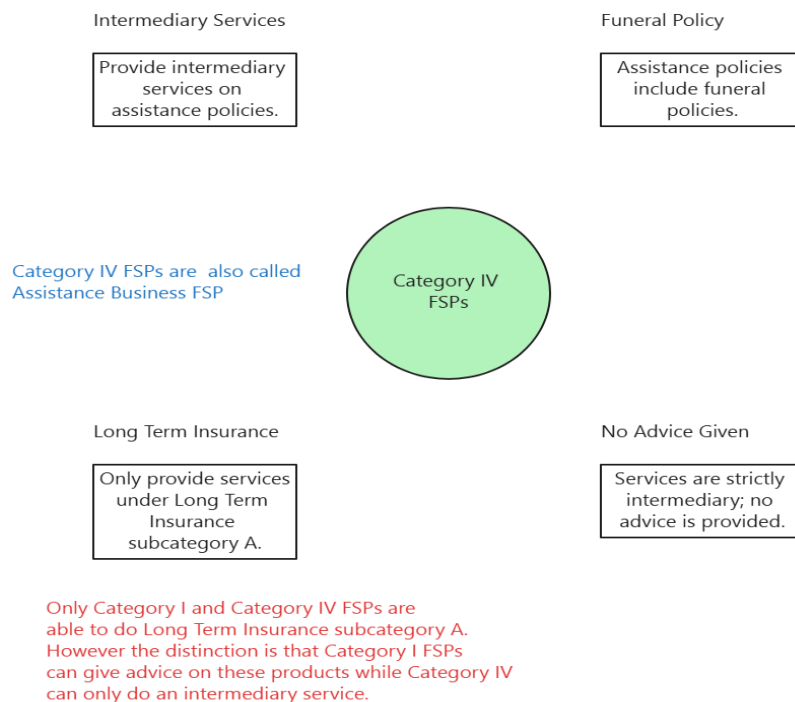 Intermediary Services
Provide intermediary
services on
assistance policies.
Funeral Policy
Assistance policies
include funeral
policies.
Category IV FSPs are  also called
Assistance Business FSP
Category IV
FSPs
Long Term Insurance
Only provide services
under Long Term
Insurance
subcategory A.
No Advice Given
Services are strictly
intermediary; no
advice is provided.
Only Category I and Category IV FSPs are
able to do Long Term Insurance subcategory A.
However the distinction is that Category I FSPs
can give advice on these products while Category IV
can only do an intermediary service.